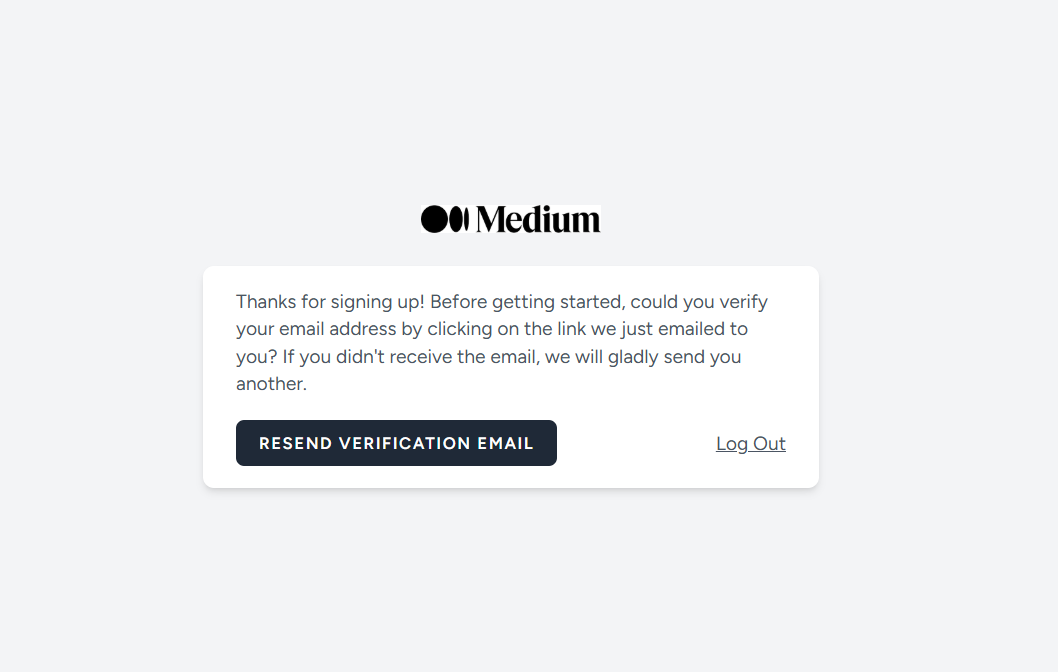 Medium
Thanks for signing up! Before getting started, could you verify
your email address by clicking on the link we just emailed to
you? If you didn't receive the email, we will gladly send you
another.
RESEND VERIFICATION EMAIL
Log Out